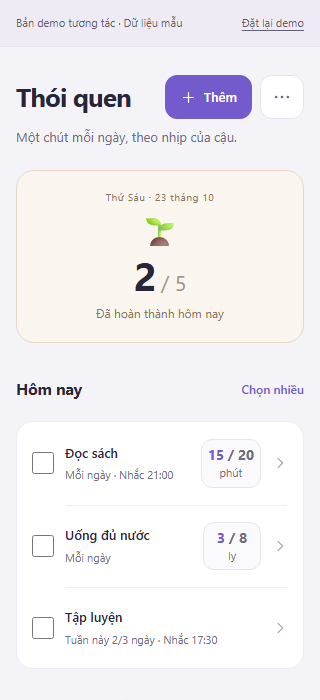 Bản demo tương tác · Dữ liệu mẫu
Đặt lại demo
Thói quen
+ Thêm
Một chút mỗi ngày, theo nhịp của cậu.
Thứ Sáu · 23 tháng 10
2 / 5
Đã hoàn thành hôm nay
Hôm nay
Chọn nhiều
Đọc sách
Mỗi ngày · Nhắc 21:00
15 / 20
phút
Uống đủ nước
Mỗi ngày
3 / 8
ly
Tập luyện
Tuần này 2/3 ngày · Nhắc 17:30